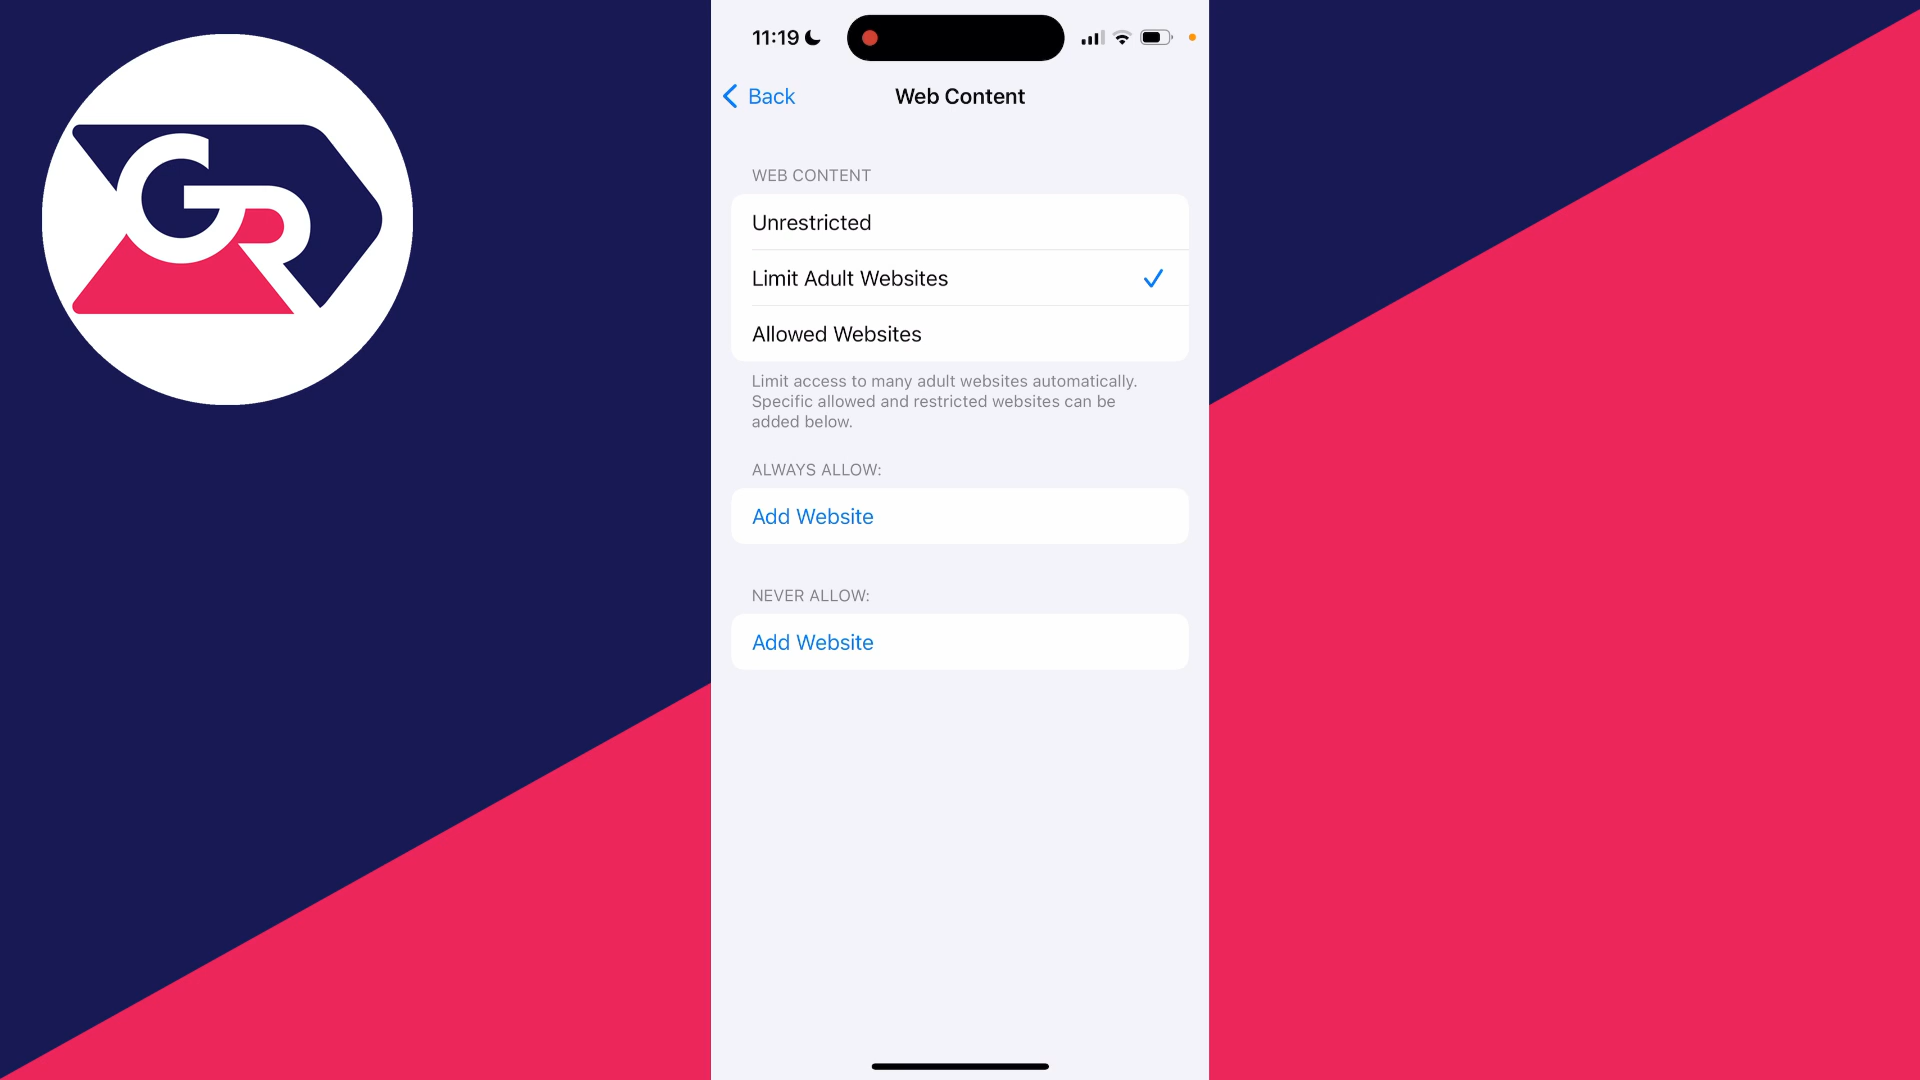 GR
11:19
Back
Web Content
WEB CONTENT
Unrestricted
Limit Adult Websites
Allowed Websites
Limit access to many adult websites automatically.
Specific allowed and restricted websites can be
added below.
ALWAYS ALLOW:
Add Website
NEVER ALLOW:
Add Website